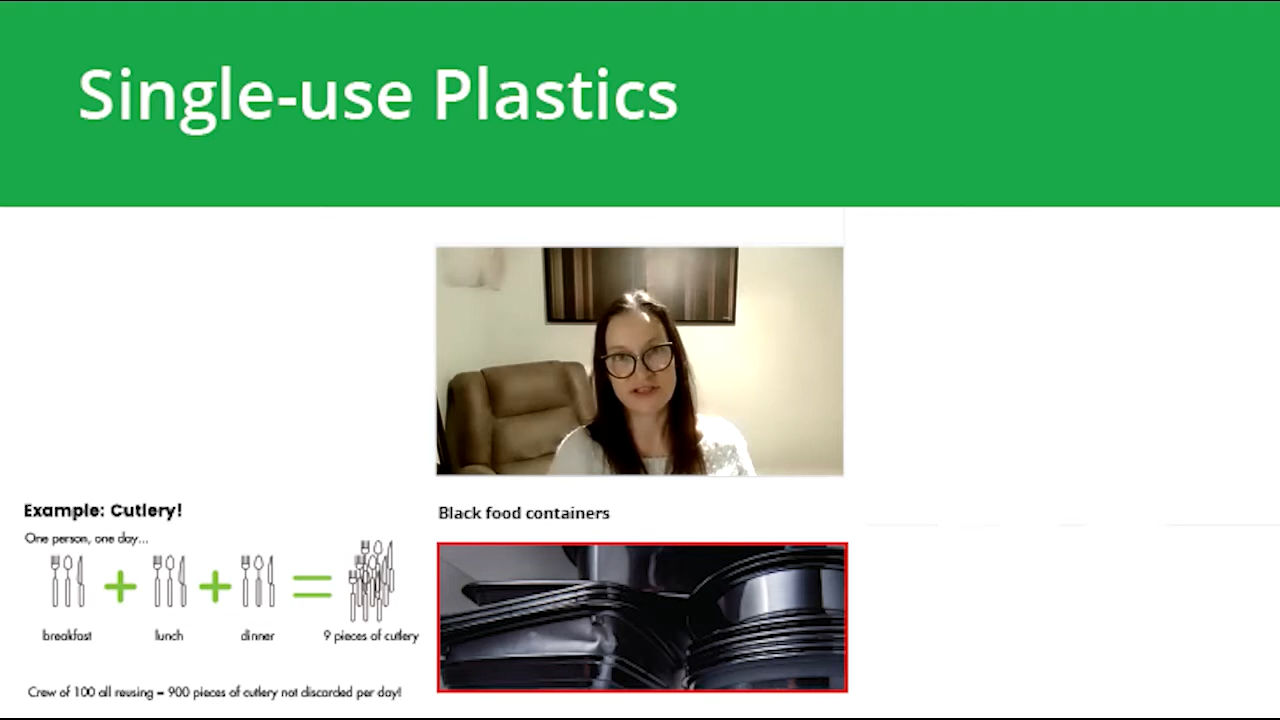 Single-use Plastics
Example: Cutlery!
One person, one day...
breakfast lunch dinner 9 pieces of cutlery
Crew of 100 all reusing = 900 pieces of cutlery not discarded per day!
Black food containers